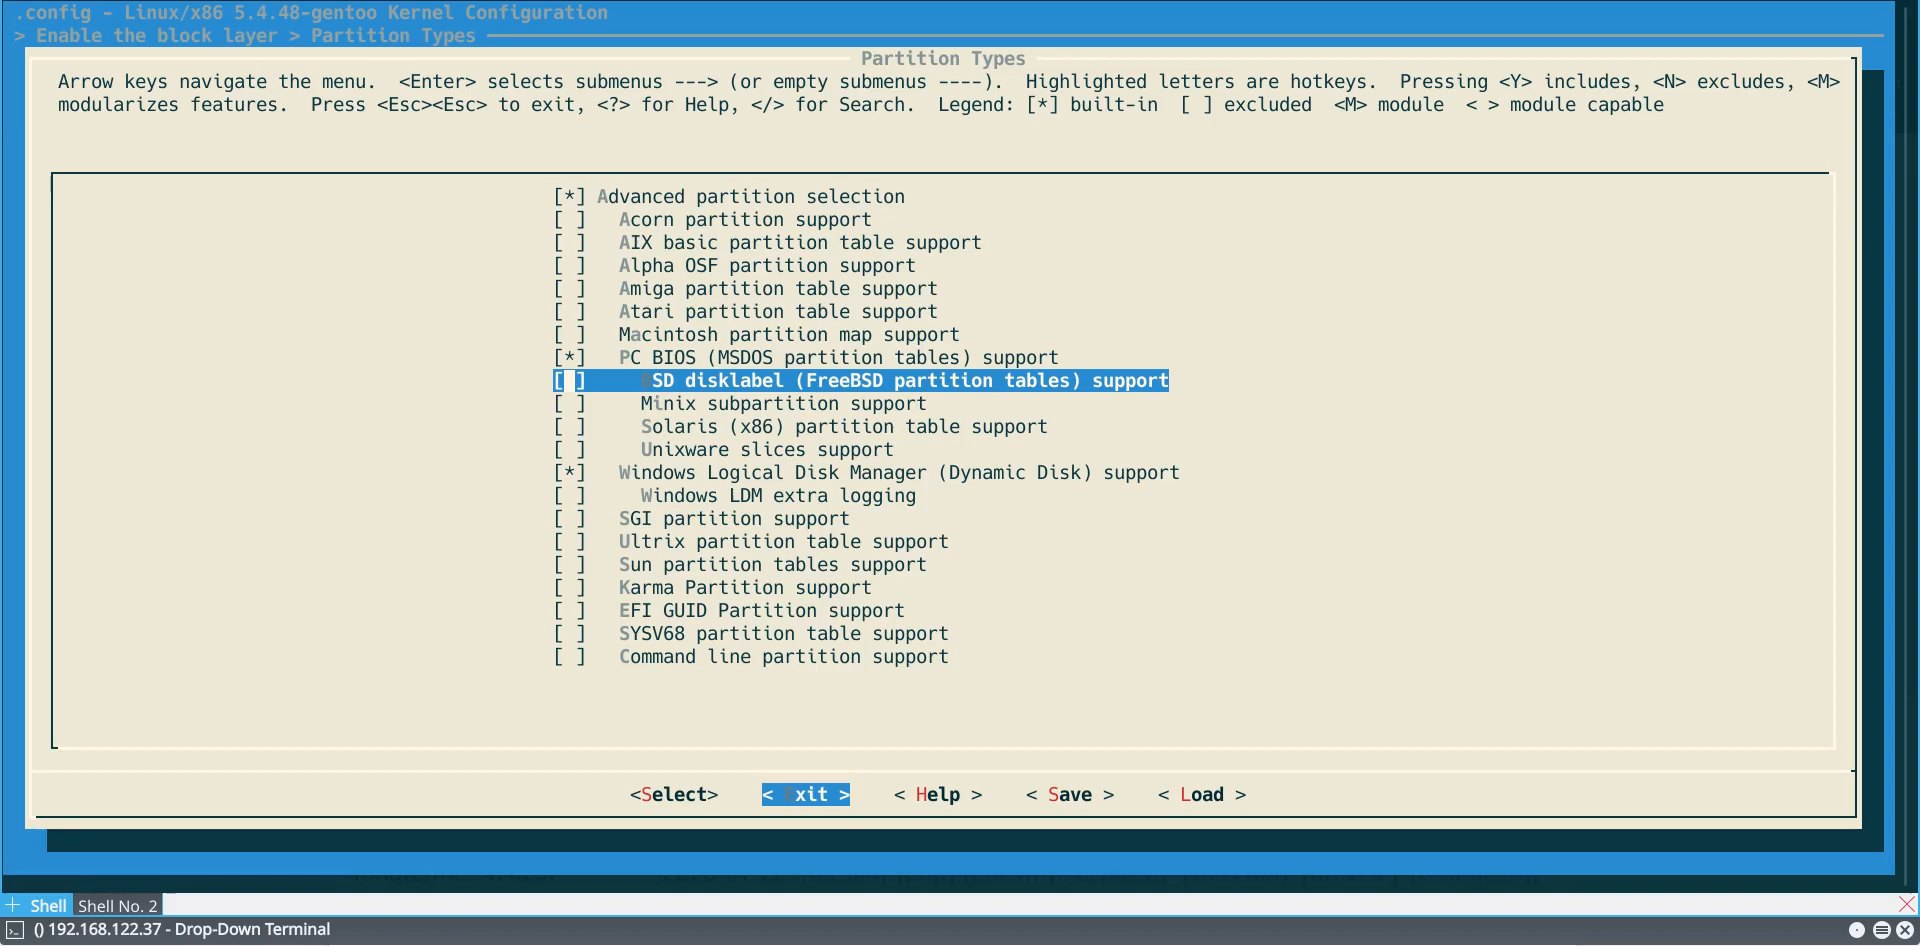 .config - Linux/x86 5.4.48-gentoo Kernel Configuration
> Enable the block layer > Partition Types
Partition Types
Arrow keys navigate the menu.  <Enter> selects submenus ---> (or empty submenus ----).  Highlighted letters are hotkeys.  Pressing <Y> includes, <N> excludes, <M>
modularizes features.  Press <Esc><Esc> to exit, <?> for Help, </> for Search.  Legend: [*] built-in  [ ] excluded  <M> module  < > module capable
[*] Advanced partition selection
[ ]   Acorn partition support
[ ]   AIX basic partition table support
[ ]   Alpha OSF partition support
[ ]   Amiga partition table support
[ ]   Atari partition table support
[ ]   Macintosh partition map support
[*]   PC BIOS (MSDOS partition tables) support
[ ]     BSD disklabel (FreeBSD partition tables) support
[ ]     Minix subpartition support
[ ]     Solaris (x86) partition table support
[ ]     Unixware slices support
[*]   Windows Logical Disk Manager (Dynamic Disk) support
[ ]     Windows LDM extra logging
[ ]   SGI partition support
[ ]   Ultrix partition table support
[ ]   Sun partition tables support
[ ]   Karma Partition support
[ ]   EFI GUID Partition support
[ ]   SYSV68 partition table support
[ ]   Command line partition support
<Select>    < Exit >    < Help >    < Save >    < Load >
Shell  Shell No. 2
() 192.168.122.37 - Drop-Down Terminal